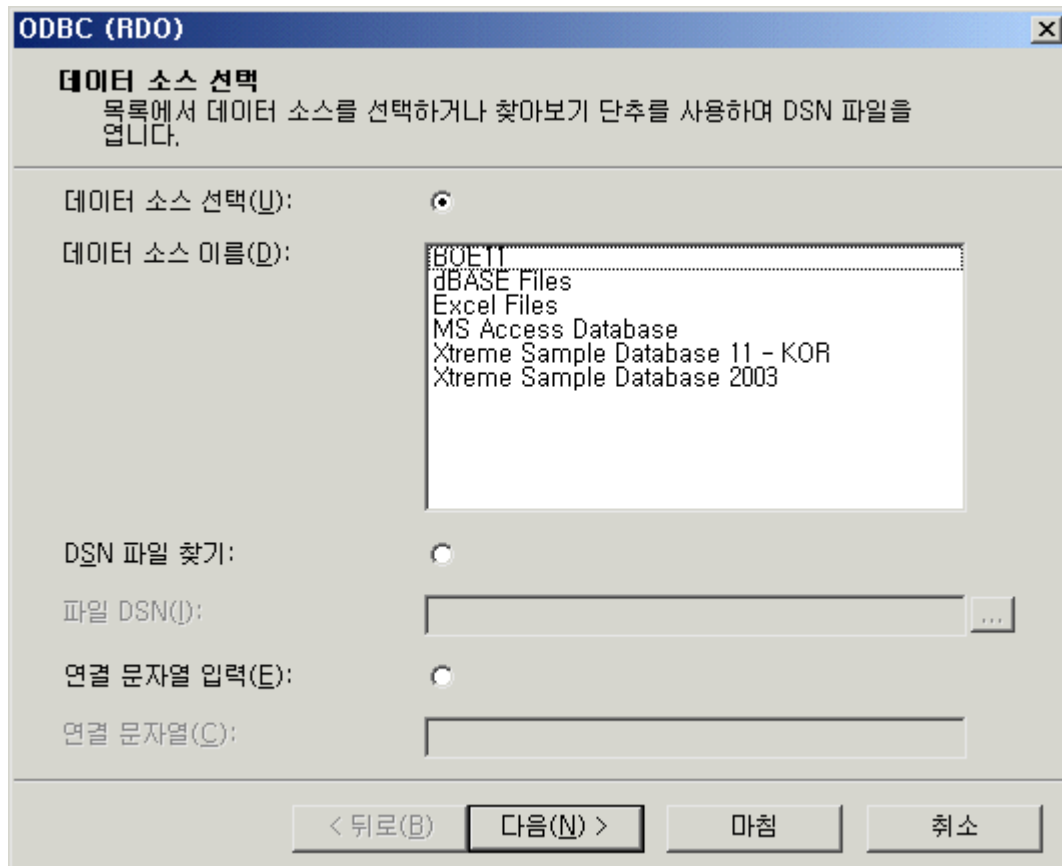 ODBC (RDO)
데이터 소스 선택
목록에서 데이터 소스를 선택하거나 찾아보기 단추를 사용하여 DSN 파일을
엽니다.
데이터 소스 선택(U):
데이터 소스 이름(D):
BOE11
dBASE Files
Excel Files
MS Access Database
Xtreme Sample Database 11 - KOR
Xtreme Sample Database 2003
DSN 파일 찾기:
파일 DSN(I):
...
연결 문자열 입력(E):
연결 문자열(C):
< 뒤로(B) 다음(N) > 마침 취소